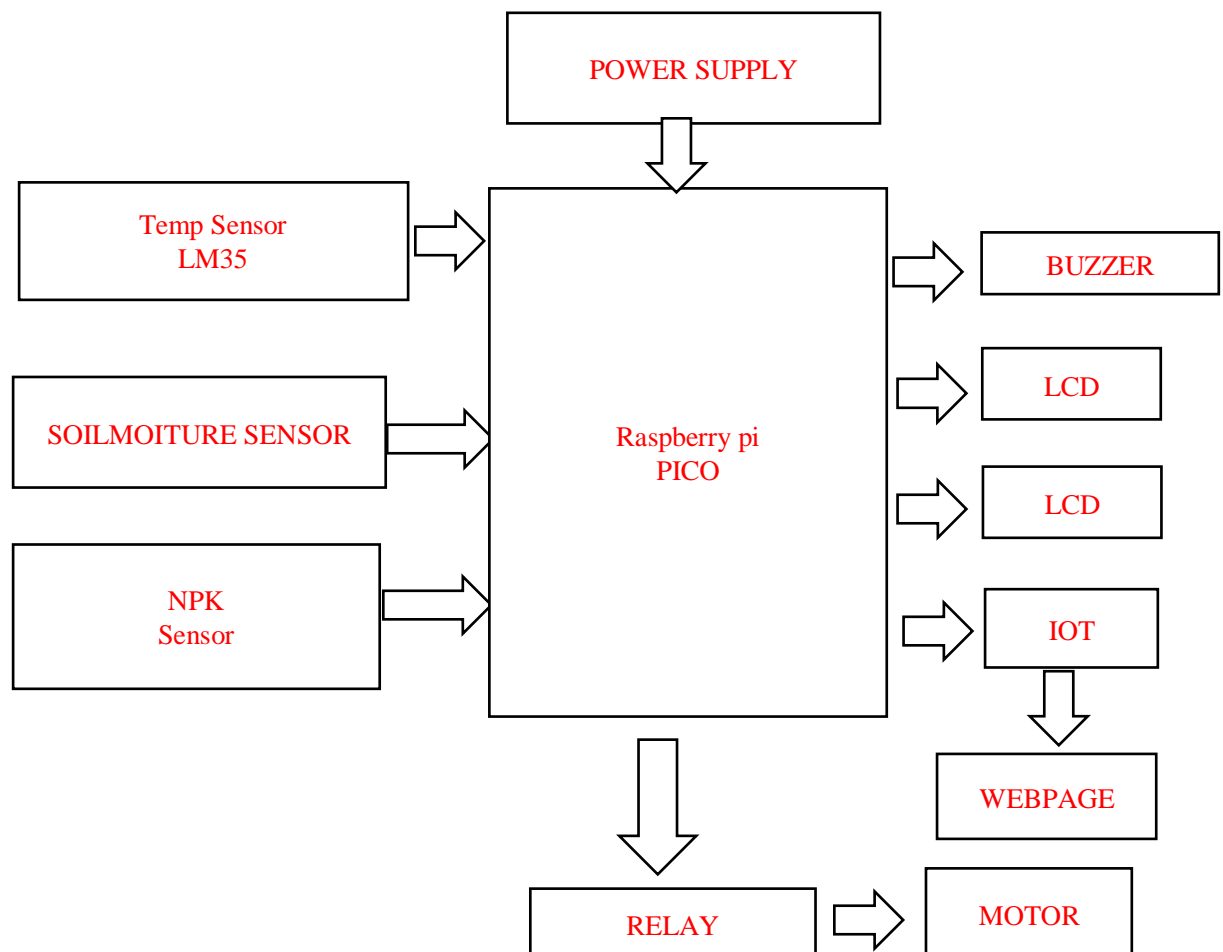 POWER SUPPLY
Temp Sensor
LM35
BUZZER
LCD
SOILMOITURE SENSOR
Raspberry pi
PICO
LCD
NPK
Sensor
IOT
WEBPAGE
RELAY
MOTOR